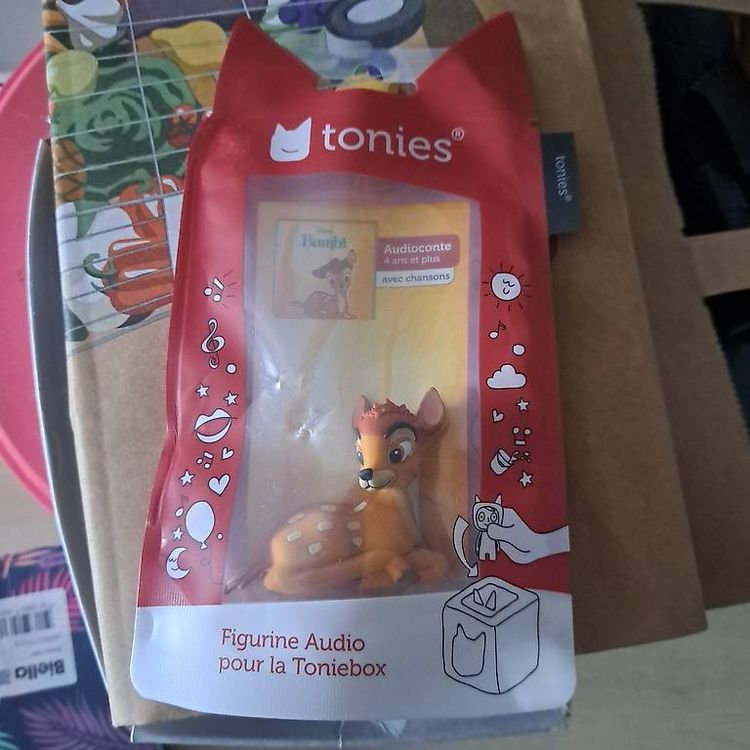 tonies®
tonies®
Disney
Bambi
Audioconte
4 ans et plus
avec chansons
Figurine Audio
pour la Toniebox
Biella